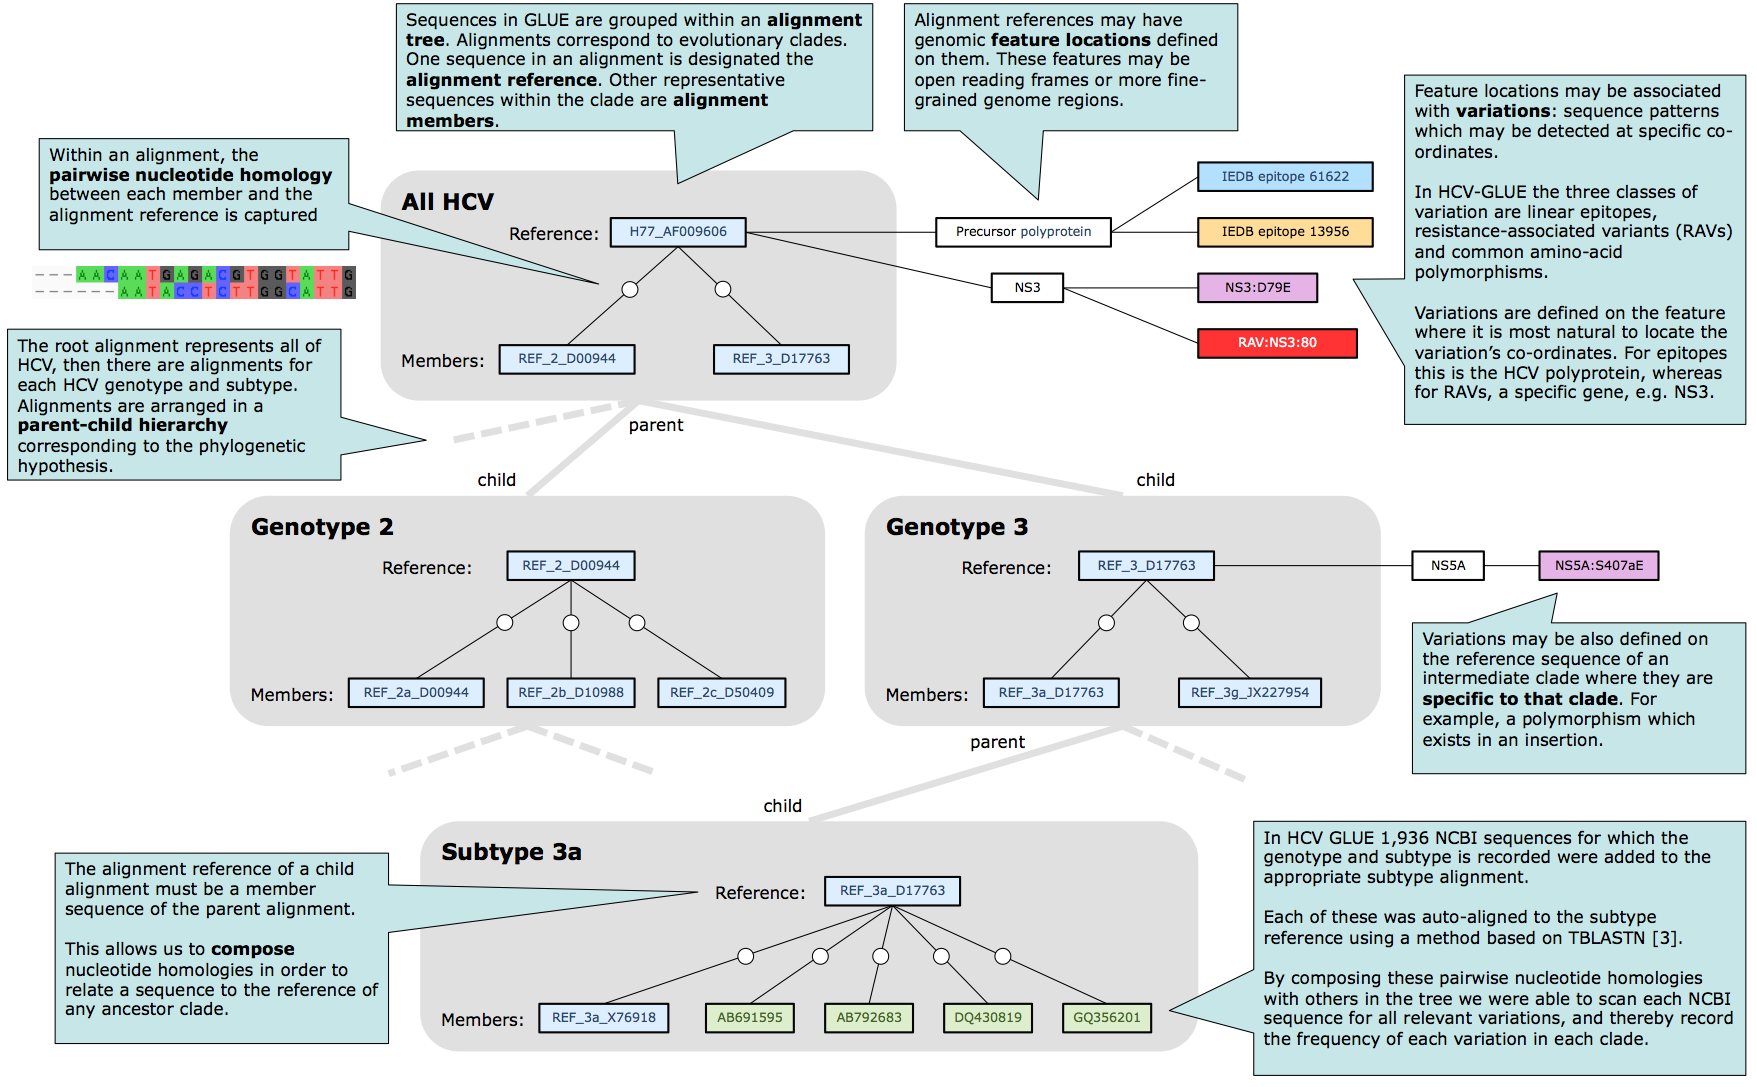 Sequences in GLUE are grouped within an alignment
tree. Alignments correspond to evolutionary clades.
One sequence in an alignment is designated the
alignment reference. Other representative
sequences within the clade are alignment
members.
Alignment references may have
genomic feature locations defined
on them. These features may be
open reading frames or more fine-
grained genome regions.
Feature locations may be associated
with variations: sequence patterns
which may be detected at specific co-
ordinates.
In HCV-GLUE the three classes of
variation are linear epitopes,
resistance-associated variants (RAVs)
and common amino-acid
polymorphisms.
Variations are defined on the feature
where it is most natural to locate the
variation's co-ordinates. For epitopes
this is the HCV polyprotein, whereas
for RAVs, a specific gene, e.g. NS3.
Within an alignment, the
pairwise nucleotide homology
between each member and the
alignment reference is captured
---AACAATGAGACGTGGTATTG
------AATACCTCTTGGCATTG
The root alignment represents all of
HCV, then there are alignments for
each HCV genotype and subtype.
Alignments are arranged in a
parent-child hierarchy
corresponding to the phylogenetic
hypothesis.
All HCV
Reference: H77_AF009606
Precursor polyprotein
IEDB epitope 61622
IEDB epitope 13956
NS3
NS3:D79E
RAV:NS3:80
Members: REF_2_D00944 REF_3_D17763
parent
child
child
Genotype 2
Reference: REF_2_D00944
Members: REF_2a_D00944 REF_2b_D10988 REF_2c_D50409
Genotype 3
Reference: REF_3_D17763
NS5A
NS5A:S407aE
Members: REF_3a_D17763 REF_3g_JX227954
Variations may be also defined on
the reference sequence of an
intermediate clade where they are
specific to that clade. For
example, a polymorphism which
exists in an insertion.
parent
child
Subtype 3a
Reference: REF_3a_D17763
Members: REF_3a_X76918 AB691595 AB792683 DQ430819 GQ356201
The alignment reference of a child
alignment must be a member
sequence of the parent alignment.
This allows us to compose
nucleotide homologies in order to
relate a sequence to the reference of
any ancestor clade.
In HCV GLUE 1,936 NCBI sequences for which the
genotype and subtype is recorded were added to the
appropriate subtype alignment.
Each of these was auto-aligned to the subtype
reference using a method based on TBLASTN [3].
By composing these pairwise nucleotide homologies
with others in the tree we were able to scan each NCBI
sequence for all relevant variations, and thereby record
the frequency of each variation in each clade.